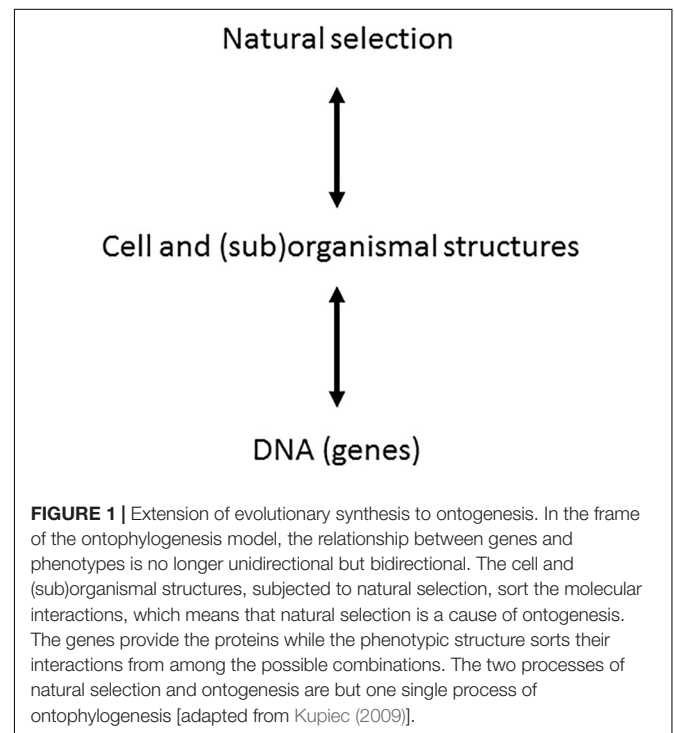 Natural selection
Cell and (sub)organismal structures
DNA (genes)
FIGURE 1 | Extension of evolutionary synthesis to ontogenesis. In the frame
of the ontophylogenesis model, the relationship between genes and
phenotypes is no longer unidirectional but bidirectional. The cell and
(sub)organismal structures, subjected to natural selection, sort the molecular
interactions, which means that natural selection is a cause of ontogenesis.
The genes provide the proteins while the phenotypic structure sorts their
interactions from among the possible combinations. The two processes of
natural selection and ontogenesis are but one single process of
ontophylogenesis [adapted from Kupiec (2009)].